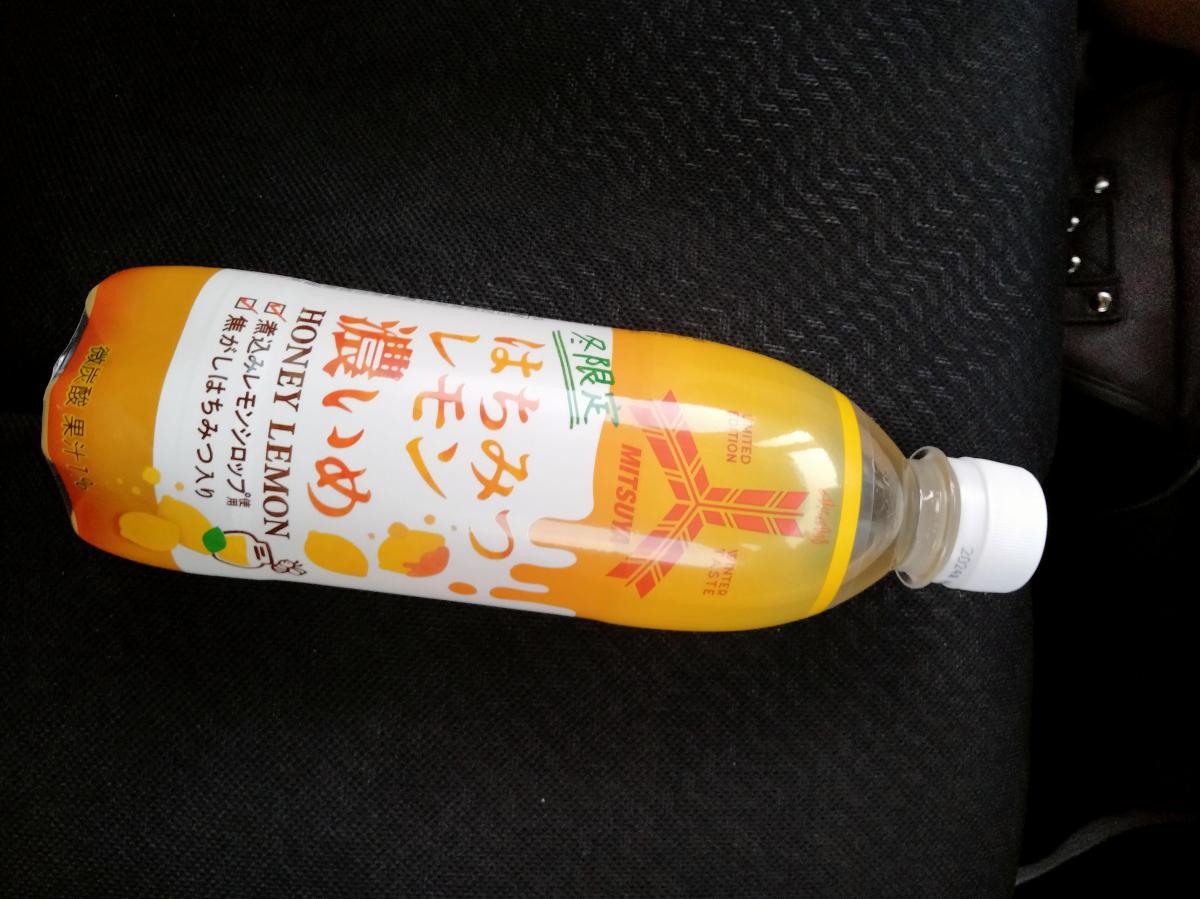 Asahi
LIMITED EDITION
WINTER TASTE
MITSUYA
冬限定
はちみつ
レモン
濃いめ
HONEY LEMON
煮込みレモンシロップ使用
焦がしはちみつ入り
微炭酸 果汁1%